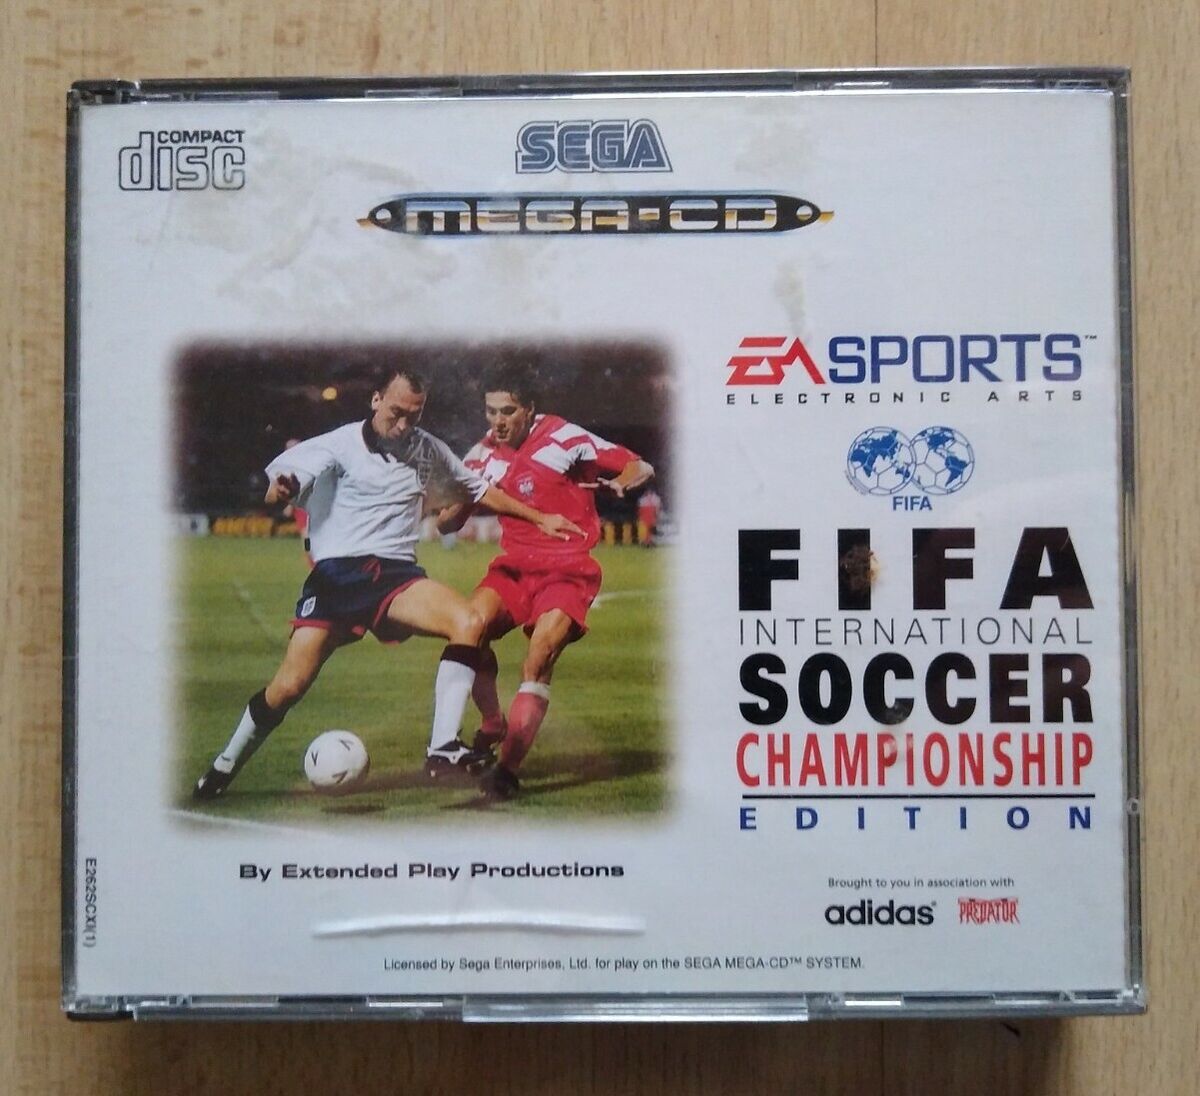 COMPACT
disc
SEGA
MEGA-CD
EA SPORTS™
ELECTRONIC ARTS
FIFA
FIFA
INTERNATIONAL
SOCCER
CHAMPIONSHIP
EDITION
By Extended Play Productions
Brought to you in association with
adidas® PREDATOR
Licensed by Sega Enterprises, Ltd. for play on the SEGA MEGA-CD™ SYSTEM.
E262SCXI(1)